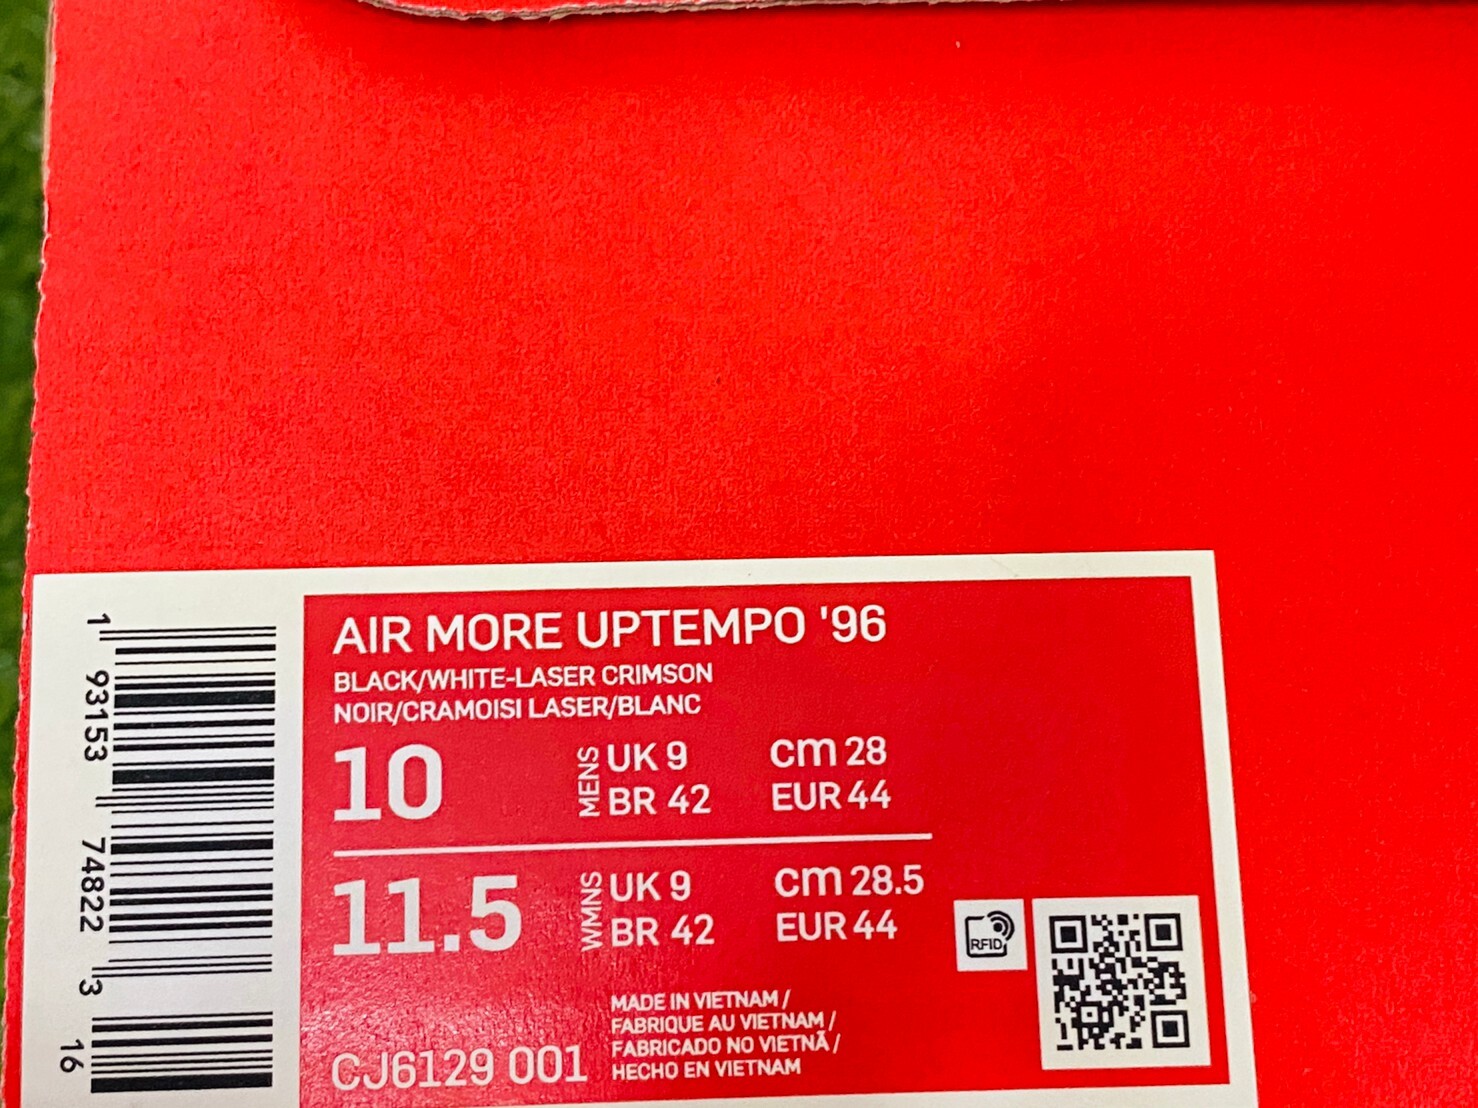 AIR MORE UPTEMPO '96
BLACK/WHITE-LASER CRIMSON
NOIR/CRAMOISI LASER/BLANC
10 MENS UK 9 cm 28
BR 42 EUR 44
11.5 WMNS UK 9 cm 28.5
BR 42 EUR 44
RFID
MADE IN VIETNAM /
FABRIQUE AU VIETNAM /
FABRICADO NO VIETNÃ /
HECHO EN VIETNAM
CJ6129 001
1 93153 74822 3 16